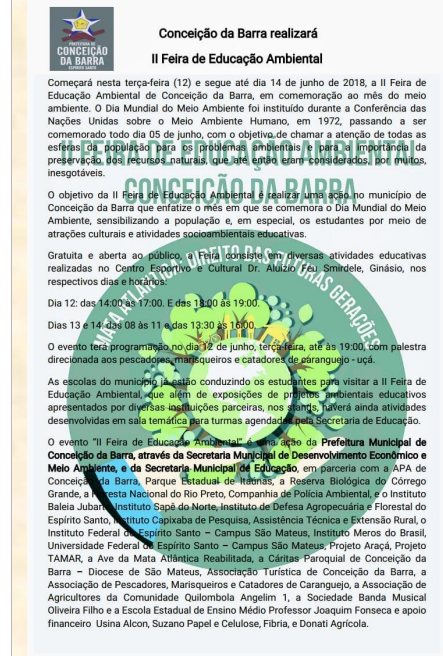 PREFEITURA DE
CONCEIÇÃO
DA BARRA
ESPÍRITO SANTO
Conceição da Barra realizará
II Feira de Educação Ambiental
Começará nesta terça-feira (12) e segue até dia 14 de junho de 2018, a II Feira de
Educação Ambiental de Conceição da Barra, em comemoração ao mês do meio
ambiente. O Dia Mundial do Meio Ambiente foi instituído durante a Conferência das
Nações Unidas sobre o Meio Ambiente Humano, em 1972, passando a ser
comemorado todo dia 05 de junho, com o objetivo de chamar a atenção de todas as
esferas da população para os problemas ambientais e para a importância da
preservação dos recursos naturais, que até então eram considerados, por muitos,
inesgotáveis.
II FEIRA DE EDUCAÇÃO AMBIENTAL
CONCEIÇÃO DA BARRA
O objetivo da II Feira de Educação Ambiental é realizar uma ação no município de
Conceição da Barra que enfatize o mês em que se comemora o Dia Mundial do Meio
Ambiente, sensibilizando a população e, em especial, os estudantes por meio de
atrações culturais e atividades socioambientais educativas.
MATA ATLÂNTICA: DIREITO DAS FUTURAS GERAÇÕES
Gratuita e aberta ao público, a Feira consiste em diversas atividades educativas
realizadas no Centro Esportivo e Cultural Dr. Aluízio Feu Smirdele, Ginásio, nos
respectivos dias e horários:
Dia 12: das 14:00 às 17:00. E das 18:00 às 19:00.
Dias 13 e 14: das 08 às 11 e das 13:30 às 16:00.
O evento terá programação no dia 12 de junho, terça-feira, até às 19:00, com palestra
direcionada aos pescadores, marisqueiros e catadores de caranguejo - uçá.
As escolas do município já estão conduzindo os estudantes para visitar a II Feira de
Educação Ambiental, que além de exposições de projetos ambientais educativos
apresentados por diversas instituições parceiras, nos stands, haverá ainda atividades
desenvolvidas em sala temática para turmas agendadas pela Secretaria de Educação.
O evento "II Feira de Educação Ambiental" é uma ação da Prefeitura Municipal de
Conceição da Barra, através da Secretaria Municipal de Desenvolvimento Econômico e
Meio Ambiente, e da Secretaria Municipal de Educação, em parceria com a APA de
Conceição da Barra, Parque Estadual de Itaúnas, a Reserva Biológica do Córrego
Grande, a Floresta Nacional do Rio Preto, Companhia de Polícia Ambiental, e o Instituto
Baleia Jubarte, Instituto Sapê do Norte, Instituto de Defesa Agropecuária e Florestal do
Espírito Santo, Instituto Capixaba de Pesquisa, Assistência Técnica e Extensão Rural, o
Instituto Federal do Espírito Santo – Campus São Mateus, Instituto Meros do Brasil,
Universidade Federal do Espírito Santo – Campus São Mateus, Projeto Araçá, Projeto
TAMAR, a Ave da Mata Atlântica Reabilitada, a Cáritas Paroquial de Conceição da
Barra – Diocese de São Mateus, Associação Turística de Conceição da Barra, a
Associação de Pescadores, Marisqueiros e Catadores de Caranguejo, a Associação de
Agricultores da Comunidade Quilombola Angelim 1, a Sociedade Banda Musical
Oliveira Filho e a Escola Estadual de Ensino Médio Professor Joaquim Fonseca e apoio
financeiro Usina Alcon, Suzano Papel e Celulose, Fibria, e Donati Agrícola.